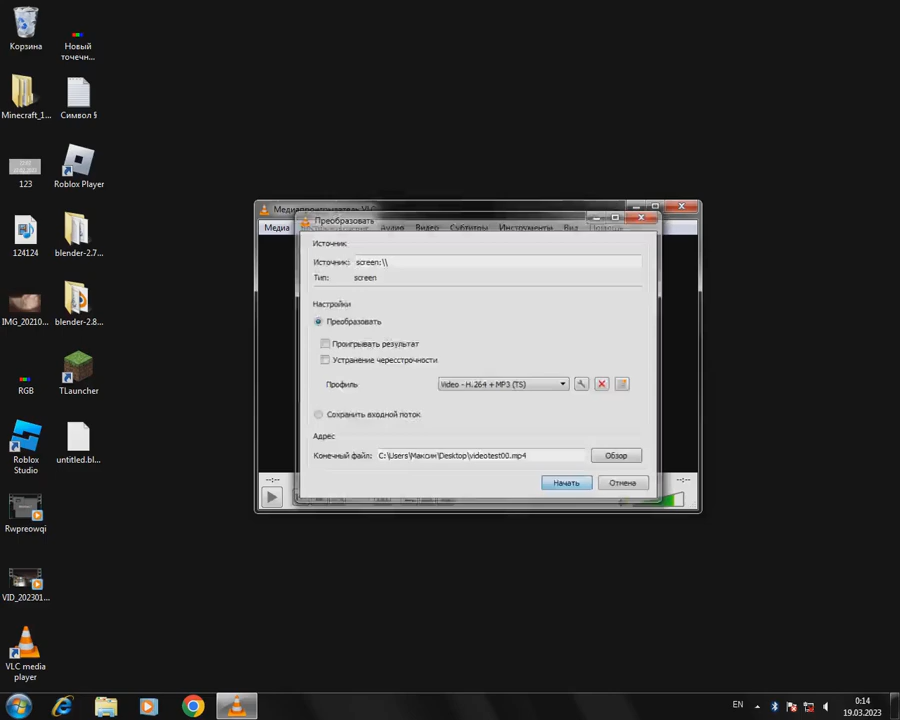 Корзина
Новый
точечн...
Minecraft_1...
Символ §
123
Roblox Player
124124
blender-2.7...
IMG_20210...
blender-2.8...
RGB
TLauncher
Roblox
Studio
untitled.bl...
Rwpreowqi
VID_202301...
VLC media
player
Медиапроигрыватель VLC
Преобразовать
Медиа
Аудио
Видео
Субтитры
Инструменты
Вид
Помощь
Источник
Источник: screen:\\
Тип: screen
Настройки
Преобразовать
Проигрывать результат
Устранение чересстрочности
Профиль
Video - H.264 + MP3 (TS)
Сохранить входной поток
Адрес
Конечный файл: C:\Users\Максим\Desktop\videotest00.mp4
Обзор
--:--
--:--
Начать
Отмена
EN
0:14
19.03.2023